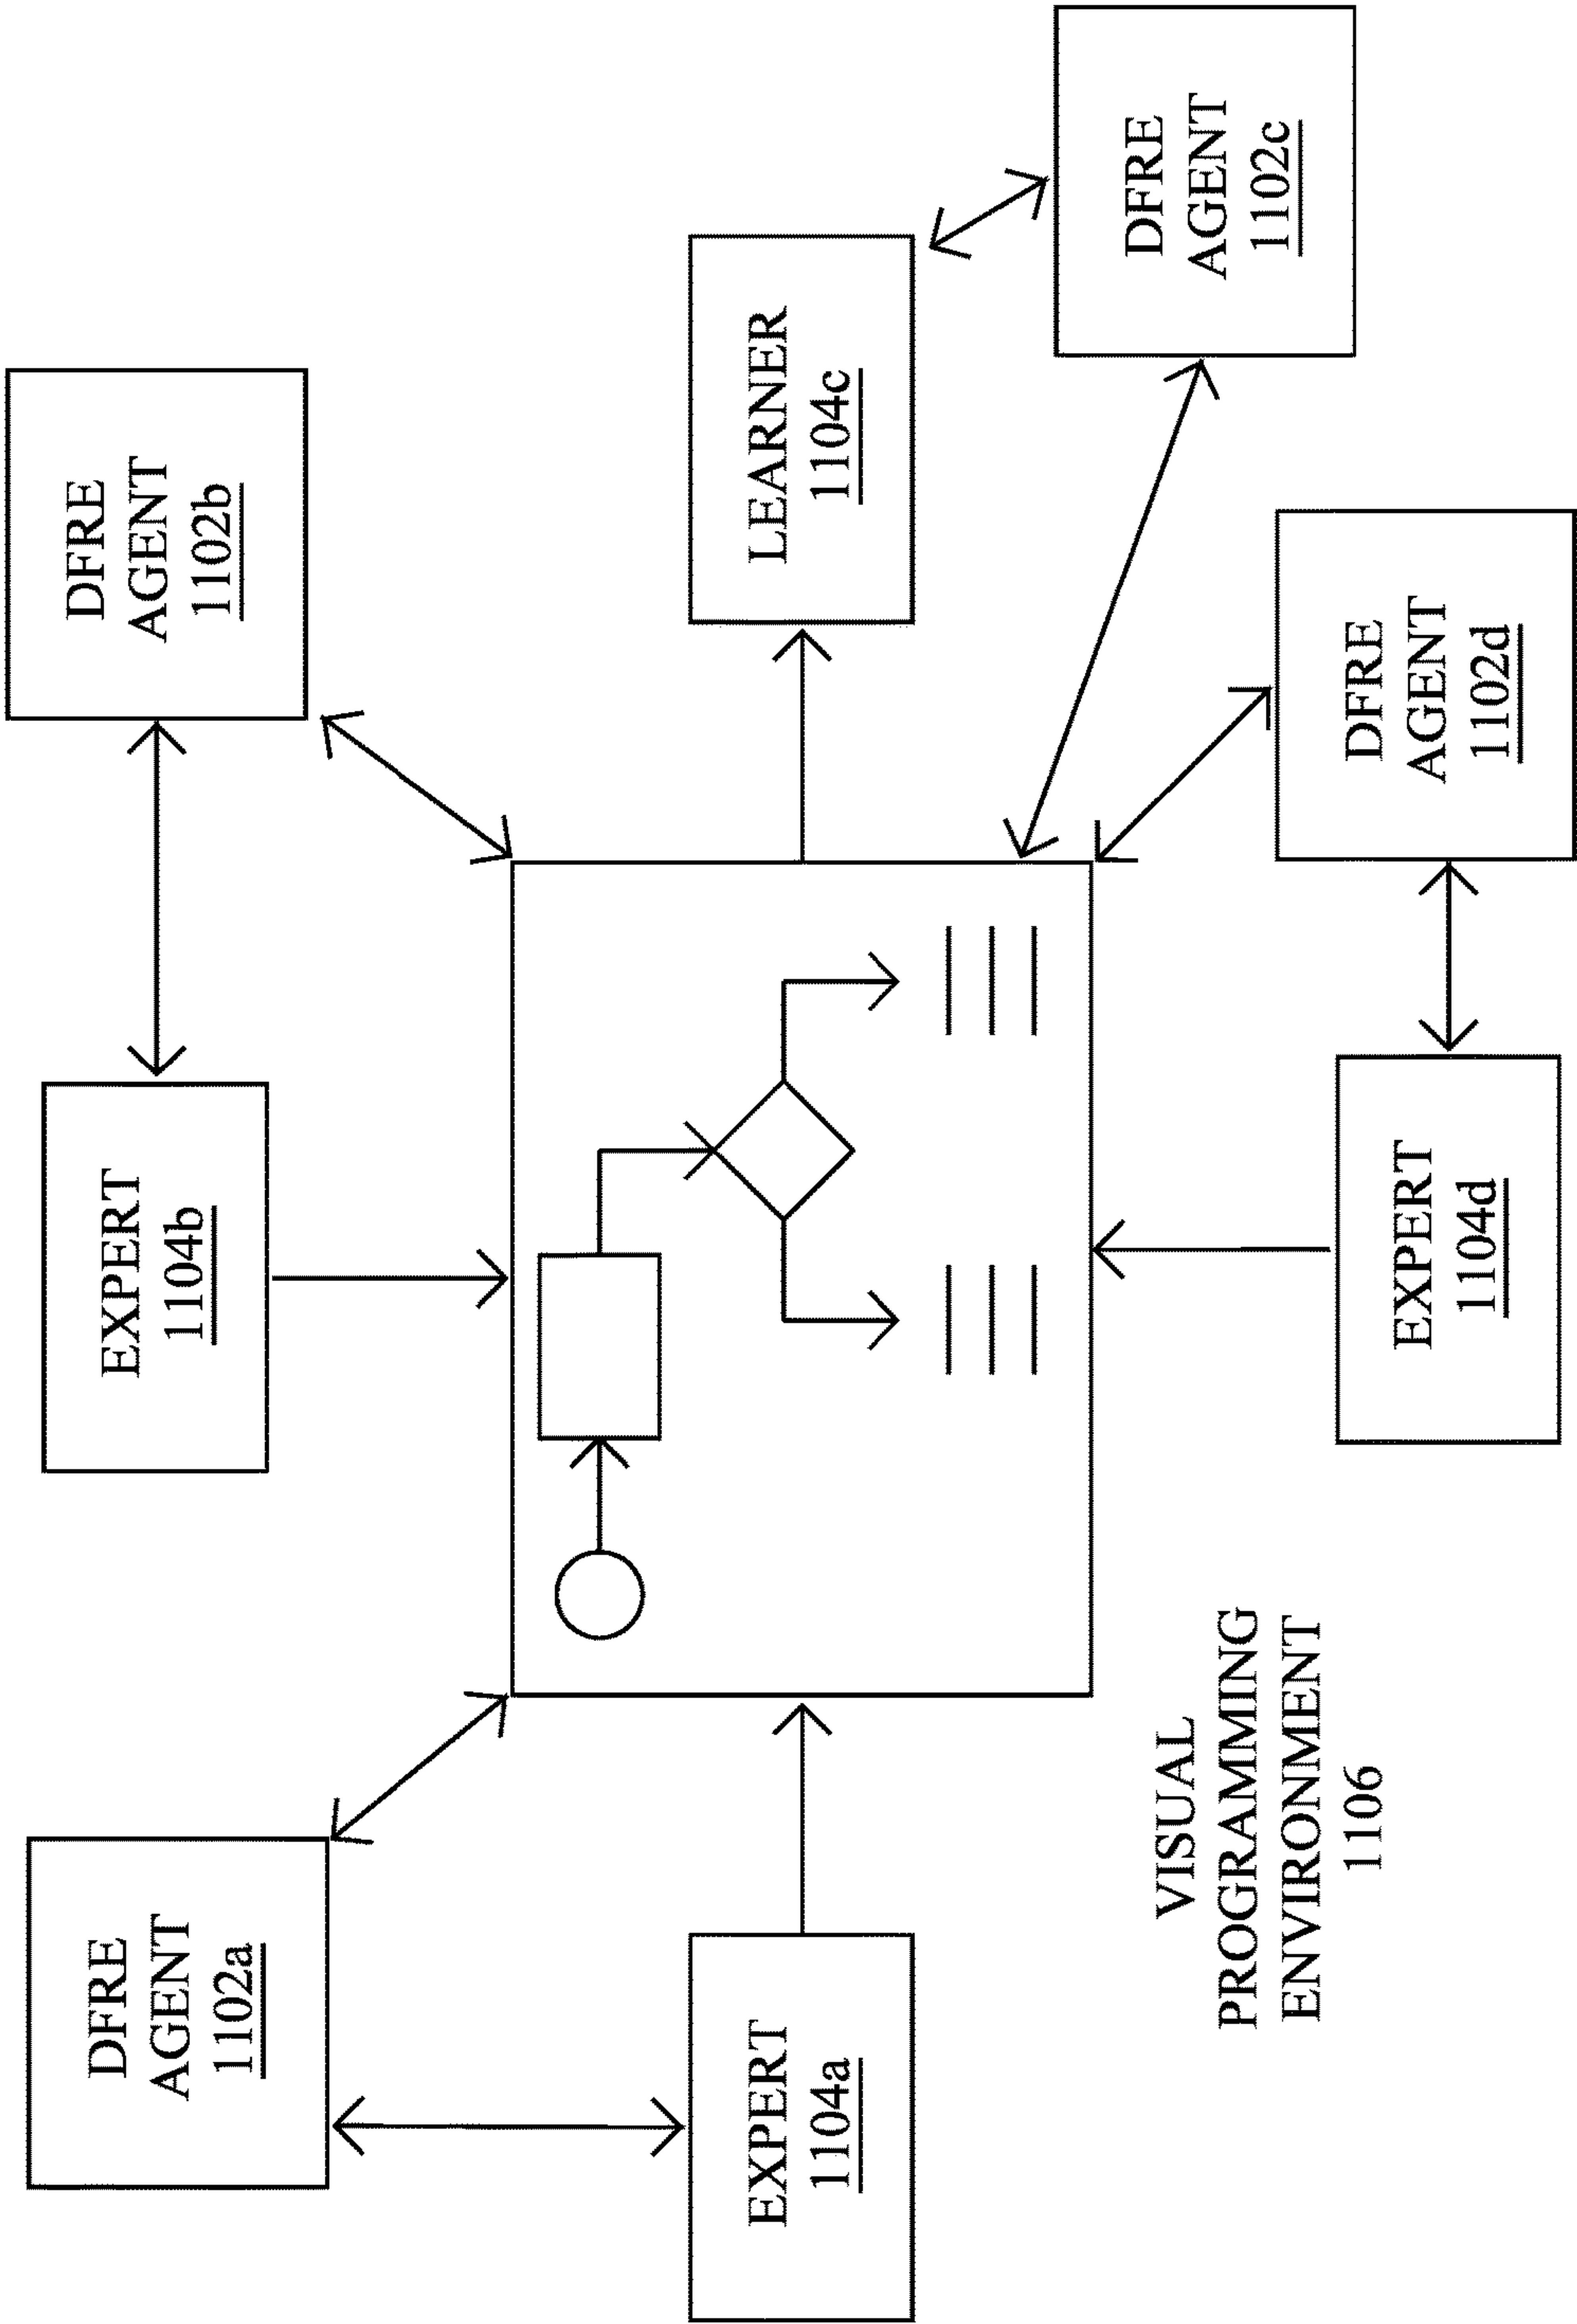 DFRE
AGENT
1102a
EXPERT
1104a
EXPERT
1104b
DFRE
AGENT
1102b
VISUAL
PROGRAMMING
ENVIRONMENT
1106
LEARNER
1104c
DFRE
AGENT
1102c
EXPERT
1104d
DFRE
AGENT
1102d